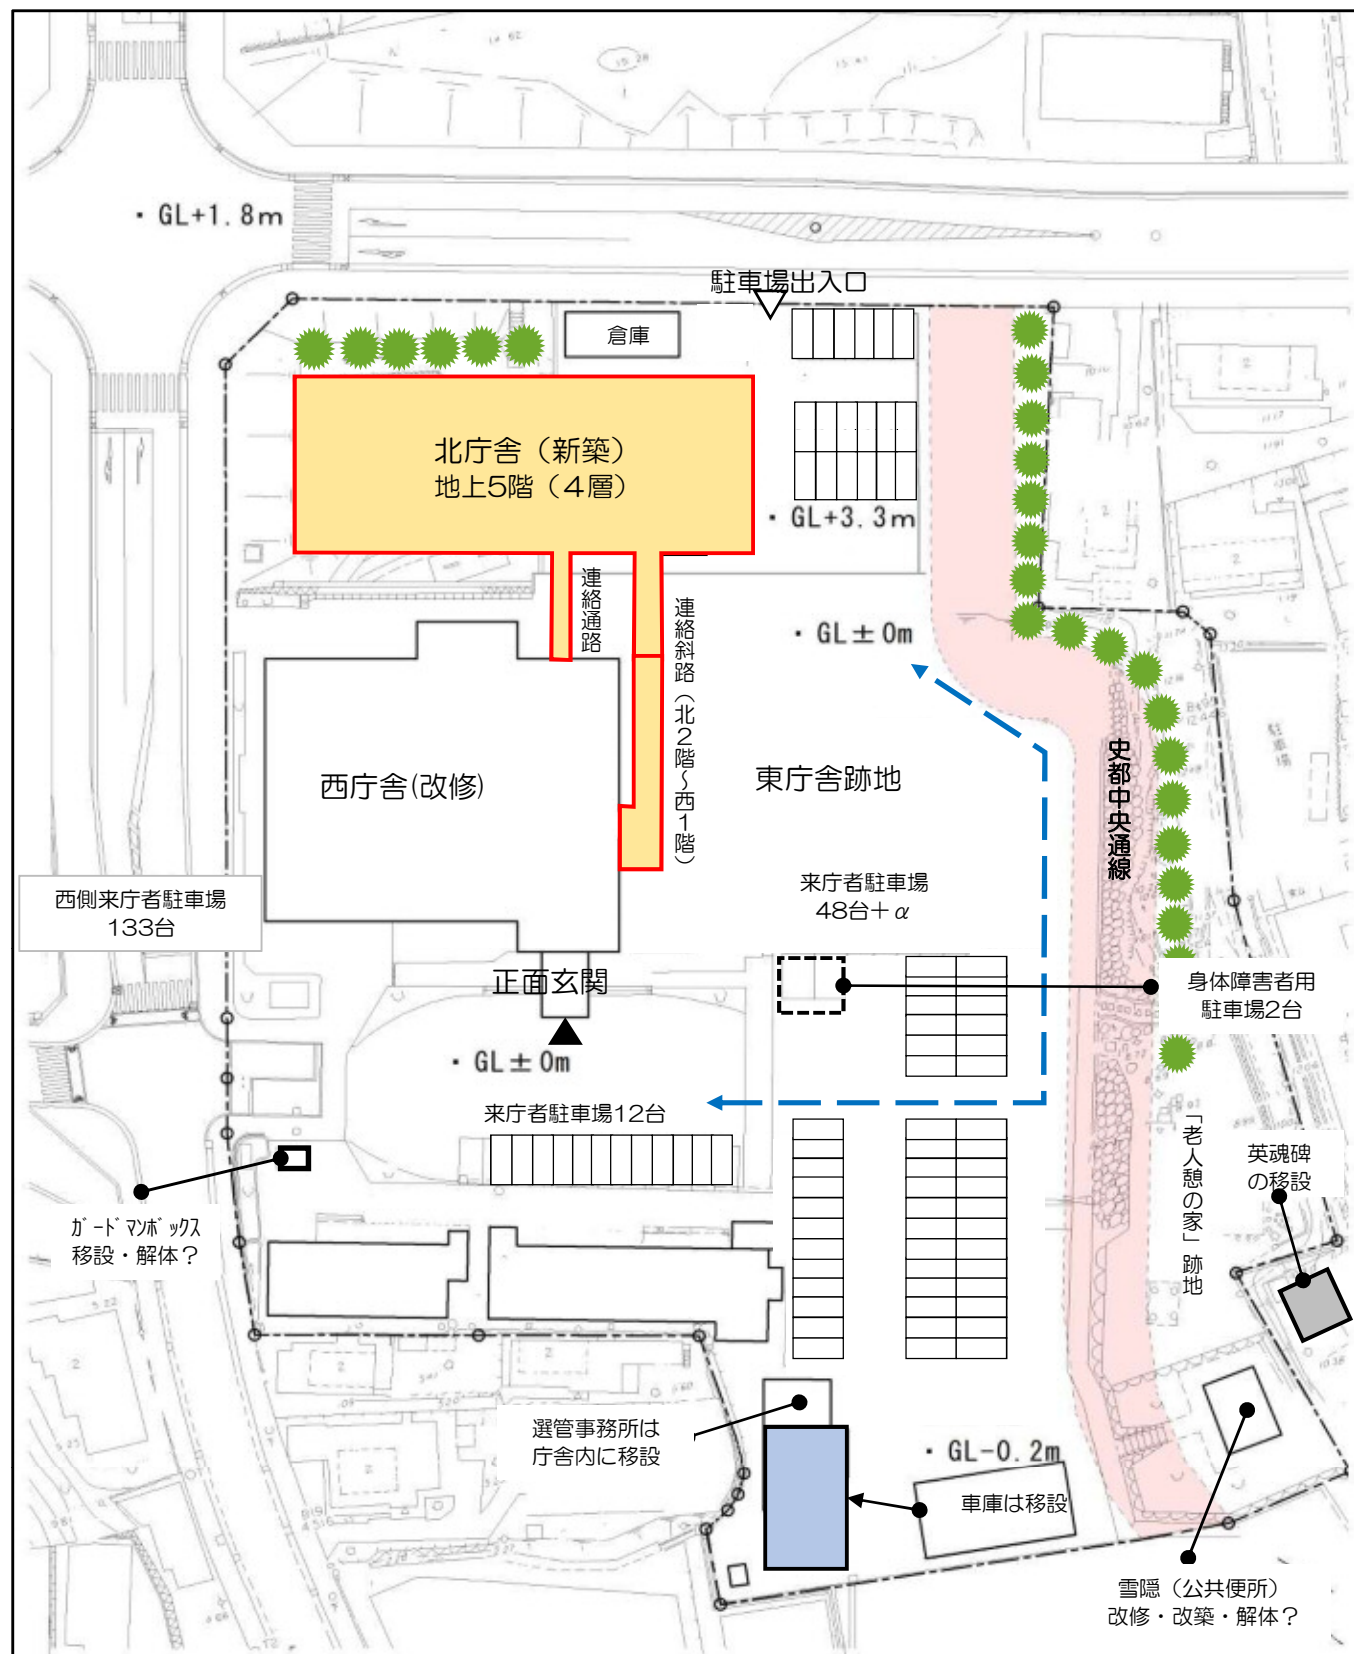 ・GL+1.8m
駐車場出入口
倉庫
北庁舎（新築）
地上5階（４層）
・GL+3.3m
連絡通路
連絡斜路（北２階～西１階）
・GL±0m
西庁舎(改修)
東庁舎跡地
史都中央通線
駐車場
西側来庁者駐車場
133台
来庁者駐車場
48台＋α
正面玄関
身体障害者用
駐車場2台
・GL±0m
来庁者駐車場12台
「老人憩の家」跡地
英魂碑
の移設
ｶﾞｰﾄﾞﾏﾝﾎﾞｯｸｽ
移設・解体？
選管事務所は
庁舎内に移設
・GL-0.2m
車庫は移設
雪隠（公共便所）
改修・改築・解体？